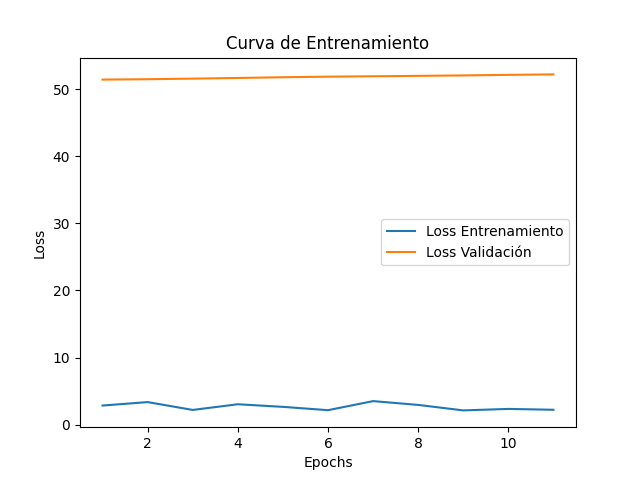 Curva de Entrenamiento
Loss
50
40
30
20
10
0
Loss Entrenamiento
Loss Validación
2 4 6 8 10
Epochs